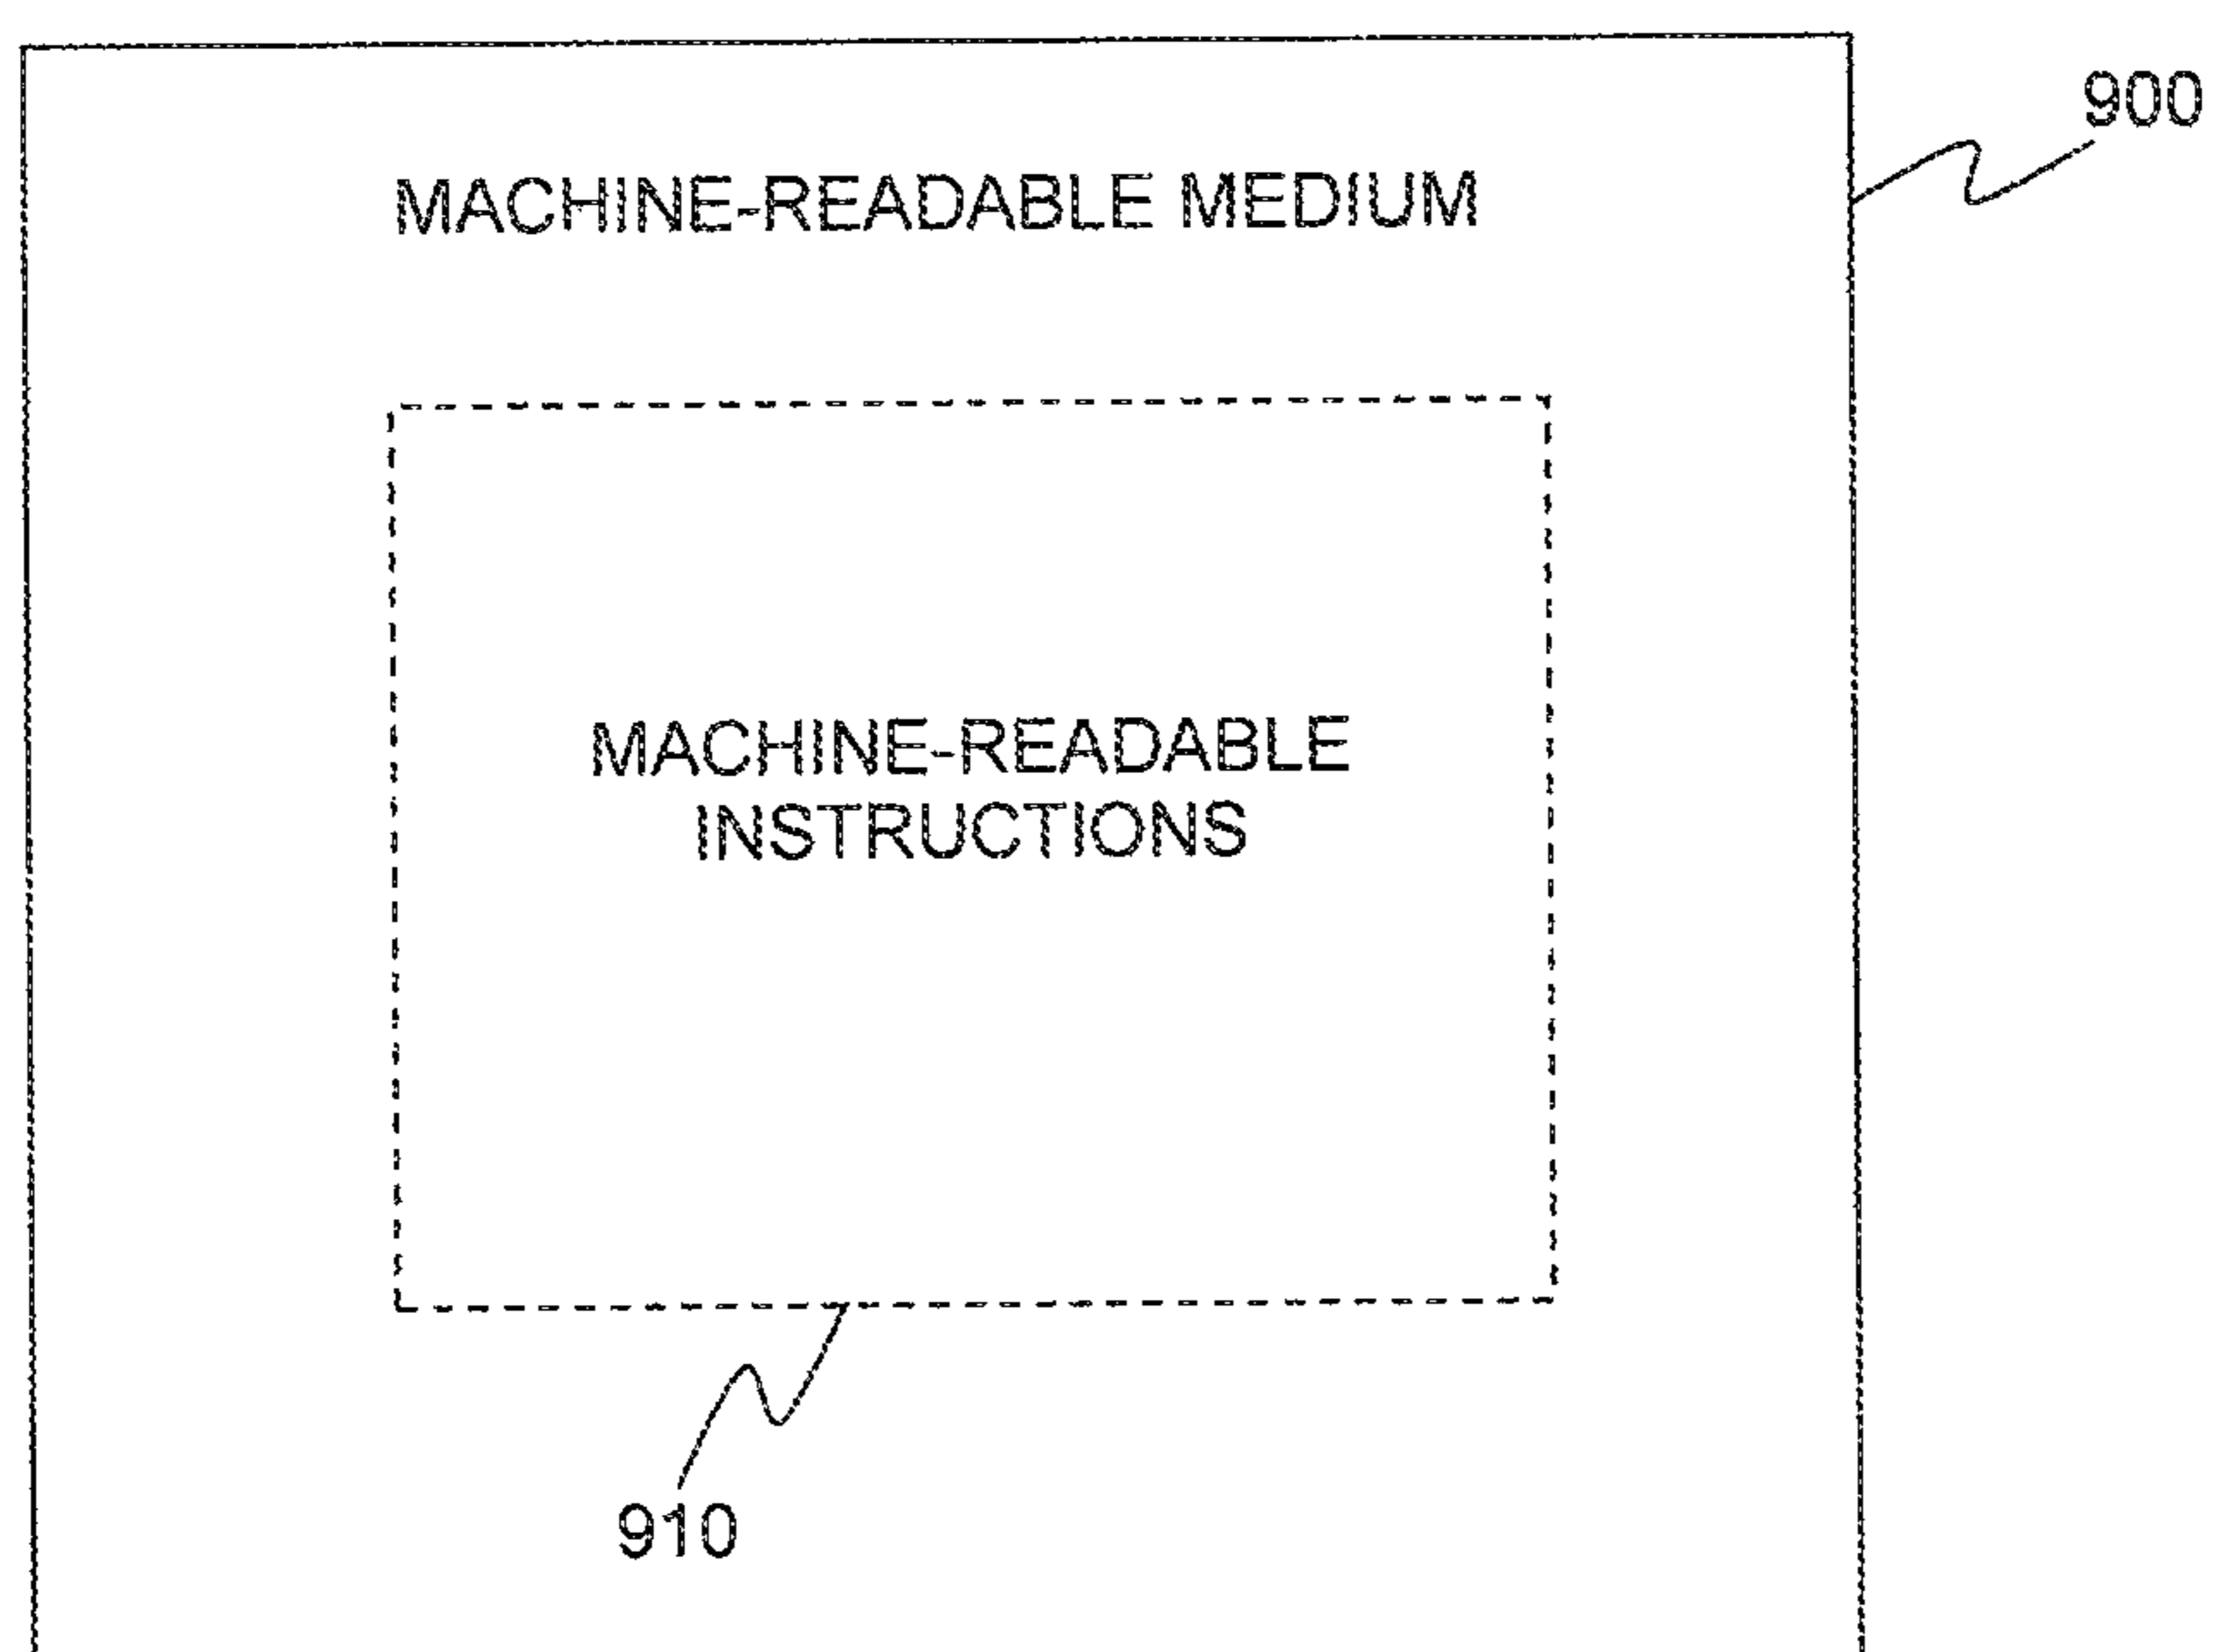 900
MACHINE-READABLE MEDIUM
MACHINE-READABLE
INSTRUCTIONS
910